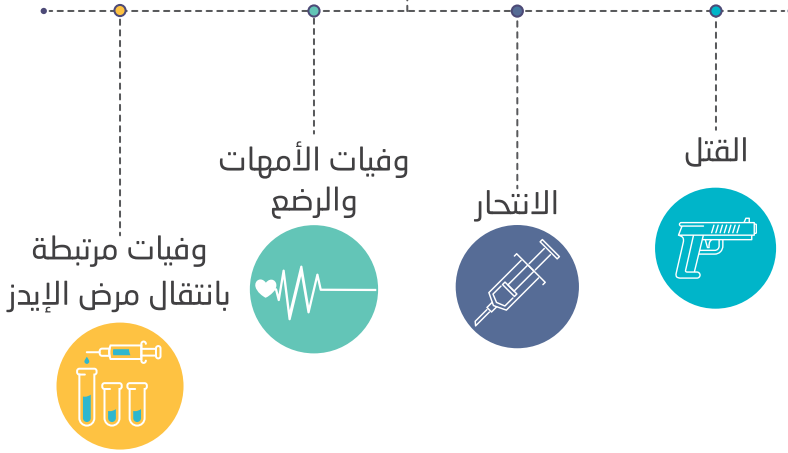 القتل
الانتحار
وفيات الأمهات
والرضع
وفيات مرتبطة
بانتقال مرض الإيدز